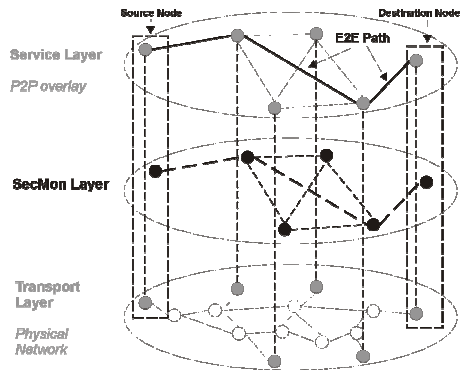 Source Node
Destination Node
E2E Path
Service Layer
P2P overlay
SecMon Layer
Transport
Layer
Physical
Network